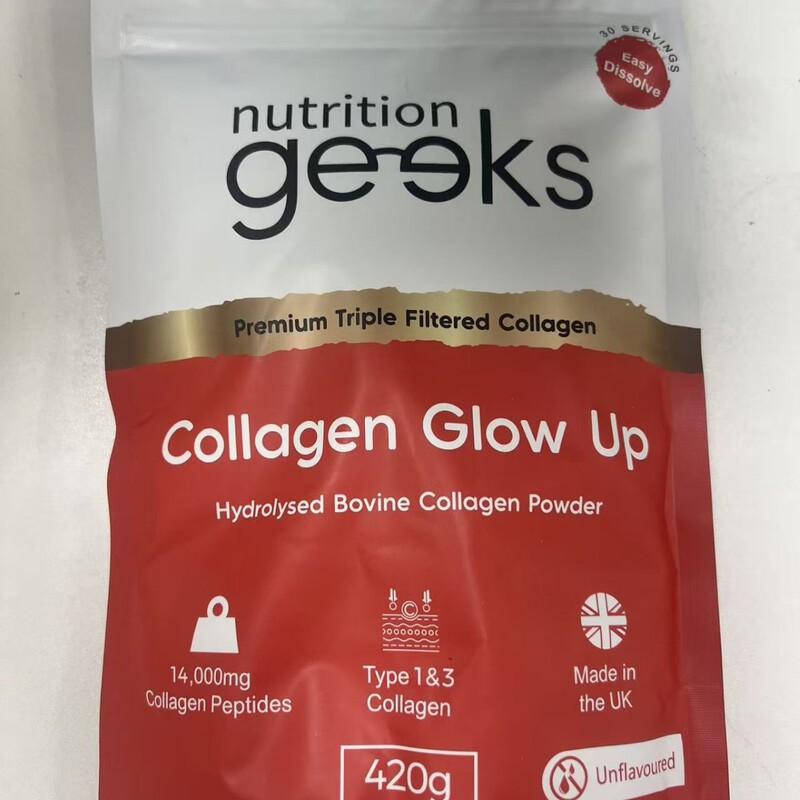 30 SERVINGS
Easy
Dissolve
nutrition
geeks
Premium Triple Filtered Collagen
Collagen Glow Up
Hydrolysed Bovine Collagen Powder
14,000mg
Collagen Peptides
C
Type 1&3
Collagen
Made in
the UK
420g
Unflavoured